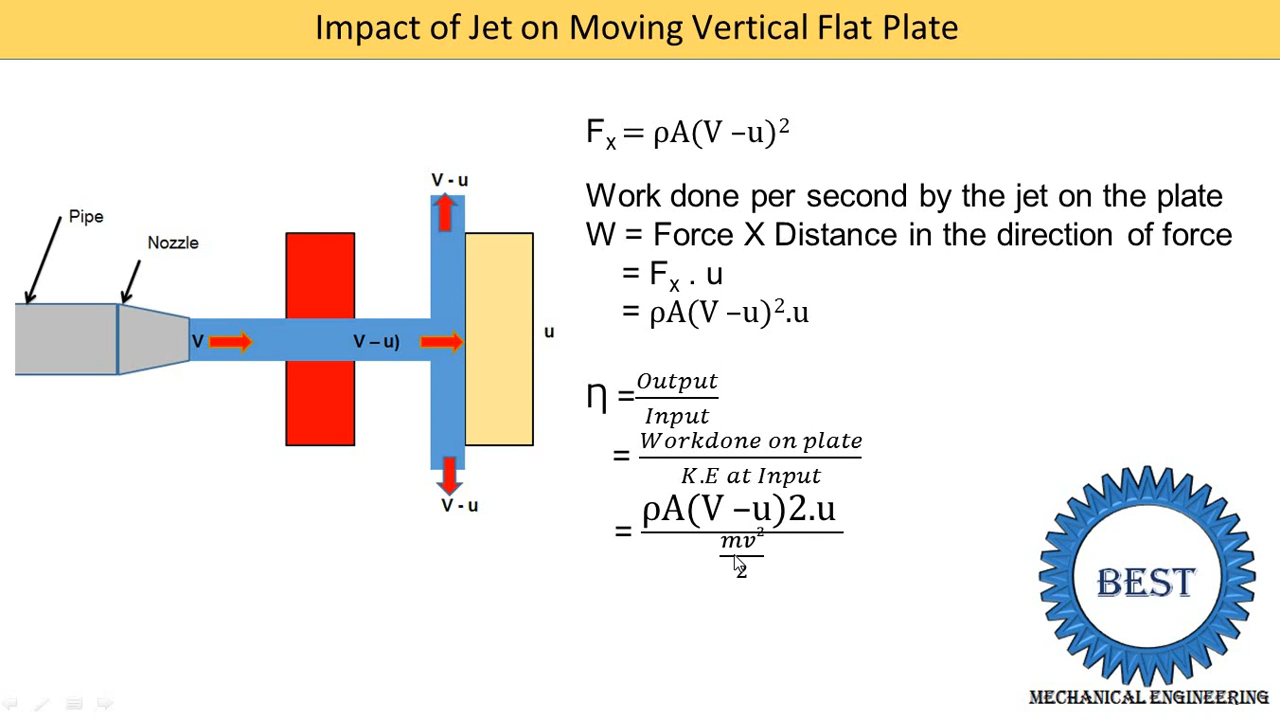 Impact of Jet on Moving Vertical Flat Plate
Pipe
Nozzle
V - u
V
V – u)
u
V - u
Fx = ρA(V –u)²
Work done per second by the jet on the plate
W = Force X Distance in the direction of force
= Fx . u
= ρA(V –u)².u
η = Output
Input
= Workdone on plate
K.E at Input
= ρA(V –u)2.u
mv²
2
BEST
MECHANICAL ENGINEERING